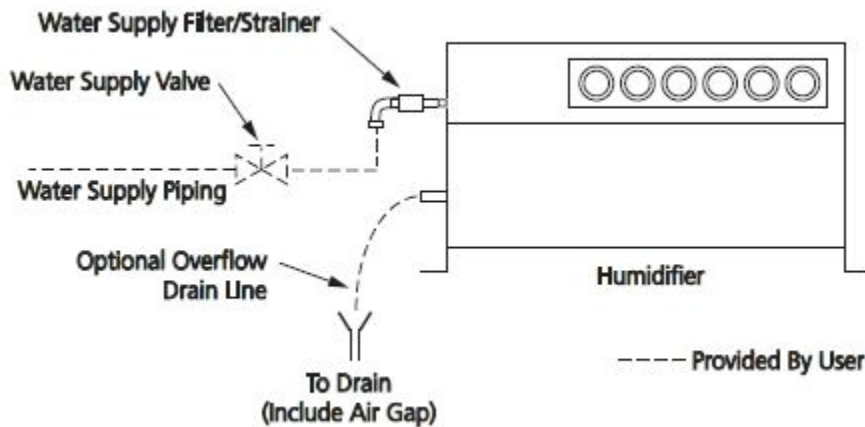 Water Supply Filter/Strainer
Water Supply Valve
Water Supply Piping
Optional Overflow
Drain Line
Humidifier
Provided By User
To Drain
(Include Air Gap)